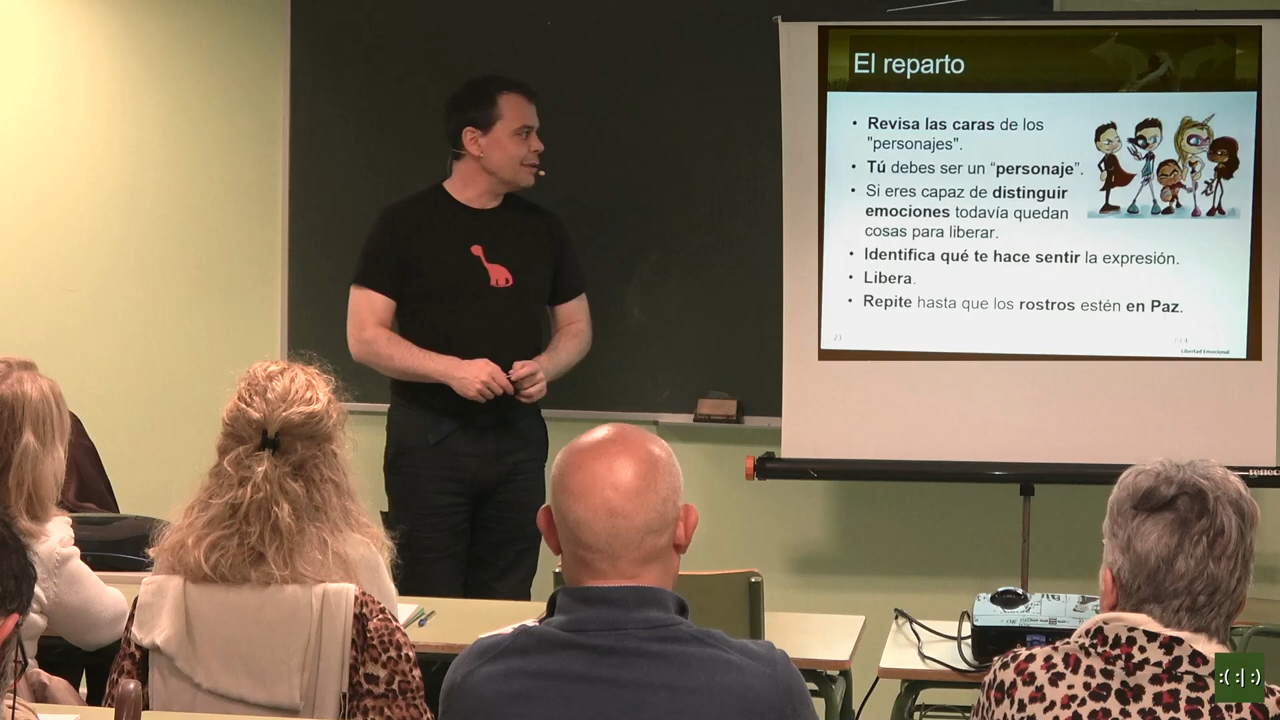 El reparto
• Revisa las caras de los
"personajes".
• Tú debes ser un “personaje”.
• Si eres capaz de distinguir
emociones todavía quedan
cosas para liberar.
• Identifica qué te hace sentir la expresión.
• Libera.
• Repite hasta que los rostros estén en Paz.
23
Libertad Emocional
:( :| :)